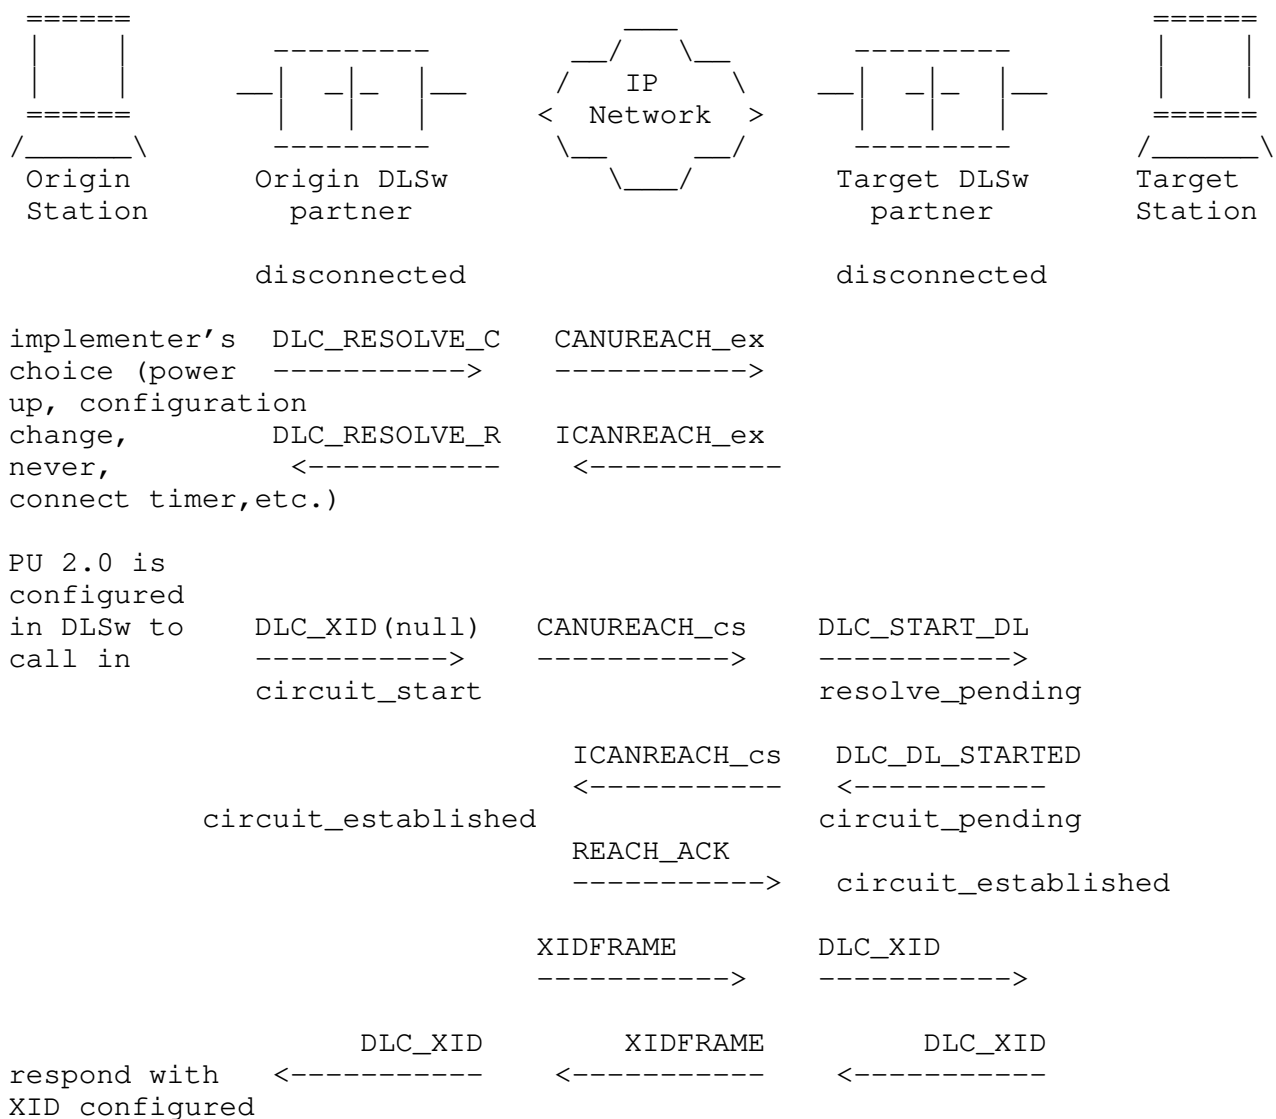 IP
Network
Origin Origin DLSw Target DLSw Target
Station partner partner Station
disconnected disconnected
implementer's DLC_RESOLVE_C CANUREACH_ex
choice (power -----------> ----------->
up, configuration
change, DLC_RESOLVE_R ICANREACH_ex
never, <----------- <-----------
connect timer,etc.)
PU 2.0 is
configured
in DLSw to DLC_XID(null) CANUREACH_cs DLC_START_DL
call in -----------> -----------> ----------->
circuit_start resolve_pending
ICANREACH_cs DLC_DL_STARTED
<----------- <-----------
circuit_established circuit_pending
REACH_ACK
-----------> circuit_established
XIDFRAME DLC_XID
-----------> ----------->
DLC_XID XIDFRAME DLC_XID
respond with <----------- <----------- <-----------
XID configured